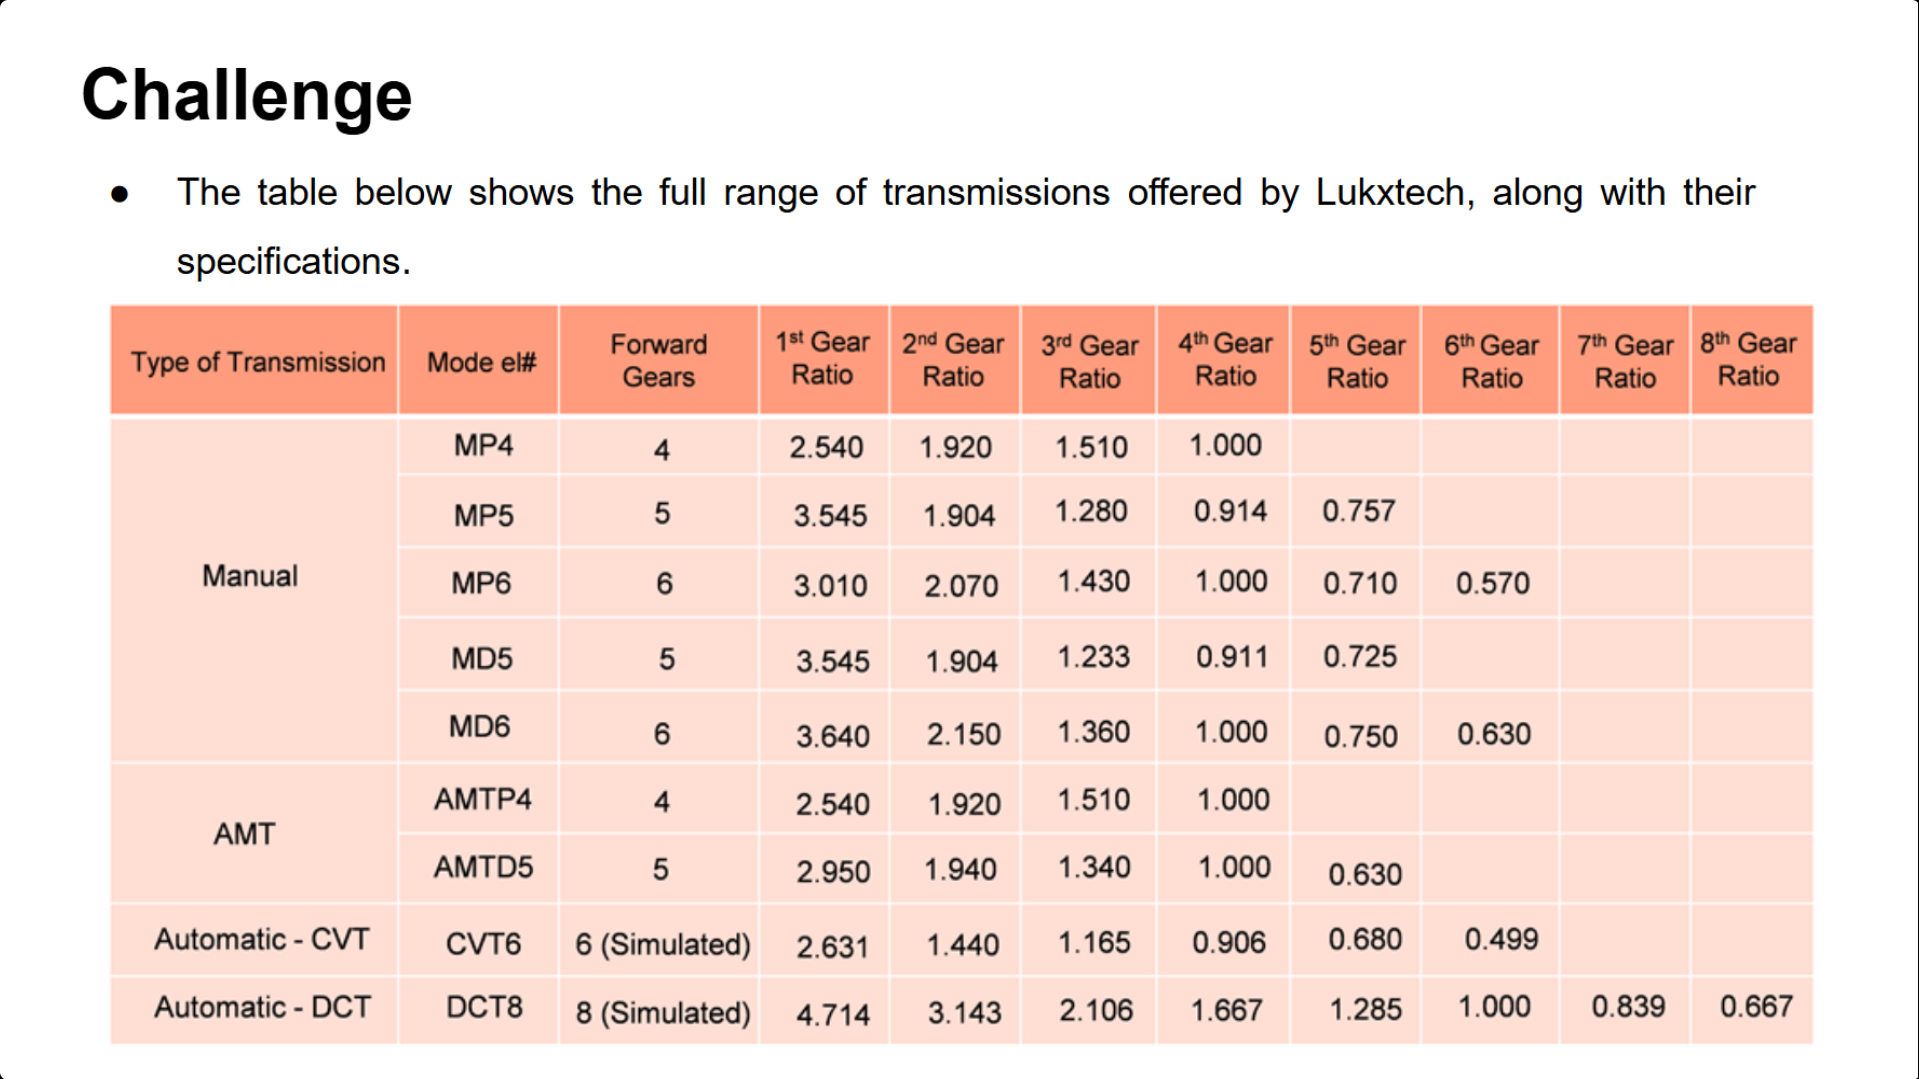 Challenge
● The table below shows the full range of transmissions offered by Lukxtech, along with their
specifications.
Type of Transmission Mode el# Forward Gears 1st Gear Ratio 2nd Gear Ratio 3rd Gear Ratio 4th Gear Ratio 5th Gear Ratio 6th Gear Ratio 7th Gear Ratio 8th Gear Ratio
Manual
MP4 4 2.540 1.920 1.510 1.000
MP5 5 3.545 1.904 1.280 0.914 0.757
MP6 6 3.010 2.070 1.430 1.000 0.710 0.570
MD5 5 3.545 1.904 1.233 0.911 0.725
MD6 6 3.640 2.150 1.360 1.000 0.750 0.630
AMT
AMTP4 4 2.540 1.920 1.510 1.000
AMTD5 5 2.950 1.940 1.340 1.000 0.630
Automatic - CVT CVT6 6 (Simulated) 2.631 1.440 1.165 0.906 0.680 0.499
Automatic - DCT DCT8 8 (Simulated) 4.714 3.143 2.106 1.667 1.285 1.000 0.839 0.667